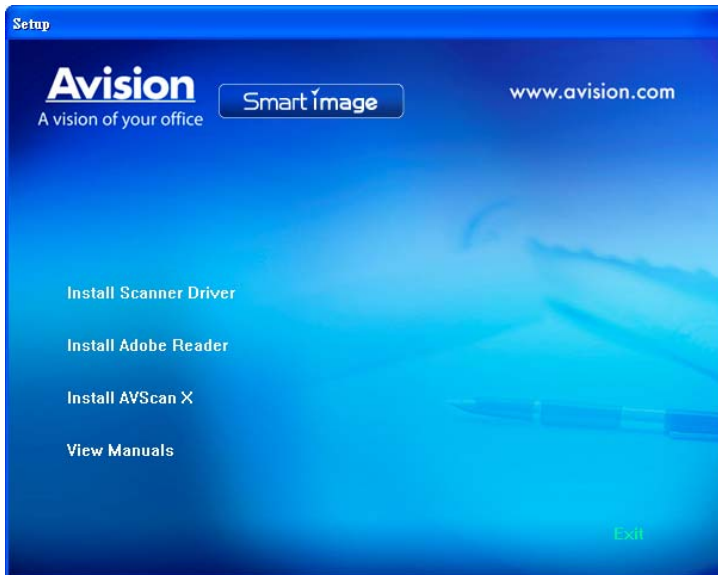 Setup
Avision
A vision of your office
Smart image
www.avision.com
Install Scanner Driver
Install Adobe Reader
Install AVScan X
View Manuals
Exit